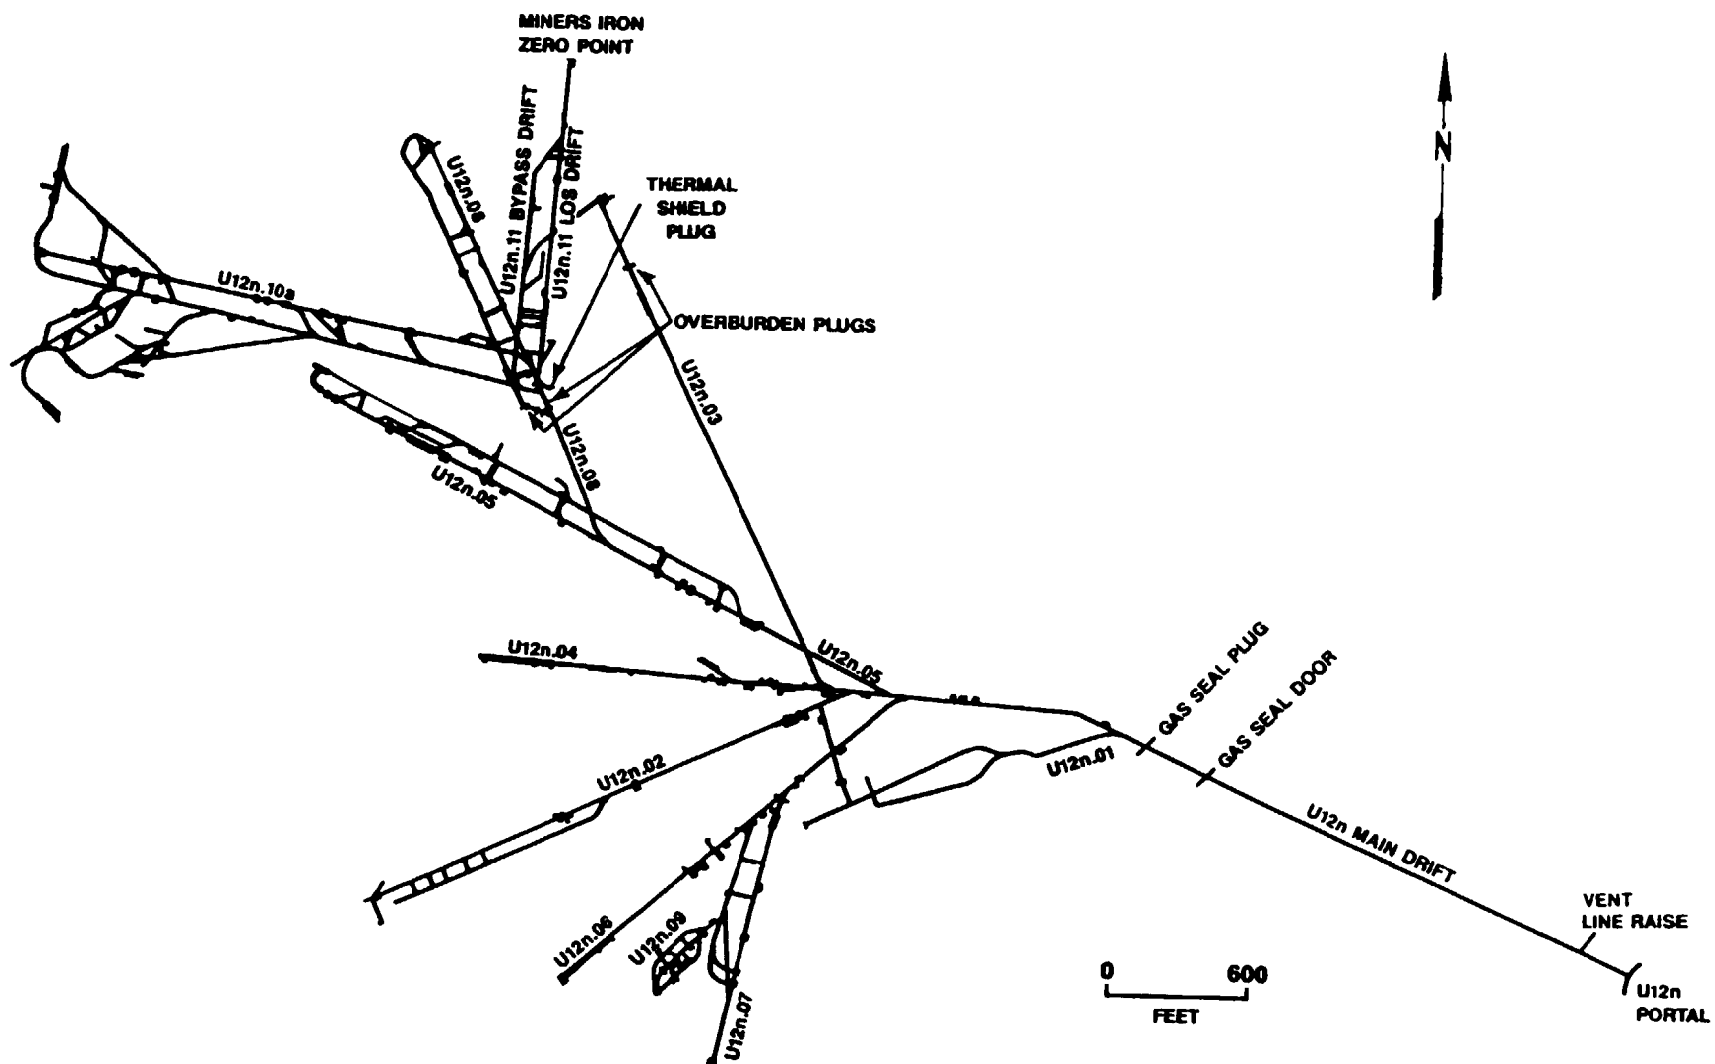 MINERS IRON
ZERO POINT
U12n.11 BYPASS DRIFT
U12n.11 LOS DRIFT
U12n.08
THERMAL
SHIELD
PLUG
N
U12n.10a
OVERBURDEN PLUGS
U12n.03
U12n.08
U12n.05
U12n.04
U12n.05
GAS SEAL PLUG
GAS SEAL DOOR
U12n.01
U12n.02
U12n MAIN DRIFT
VENT
LINE RAISE
U12n.06
U12n.09
U12n.07
0 600
FEET
U12n
PORTAL